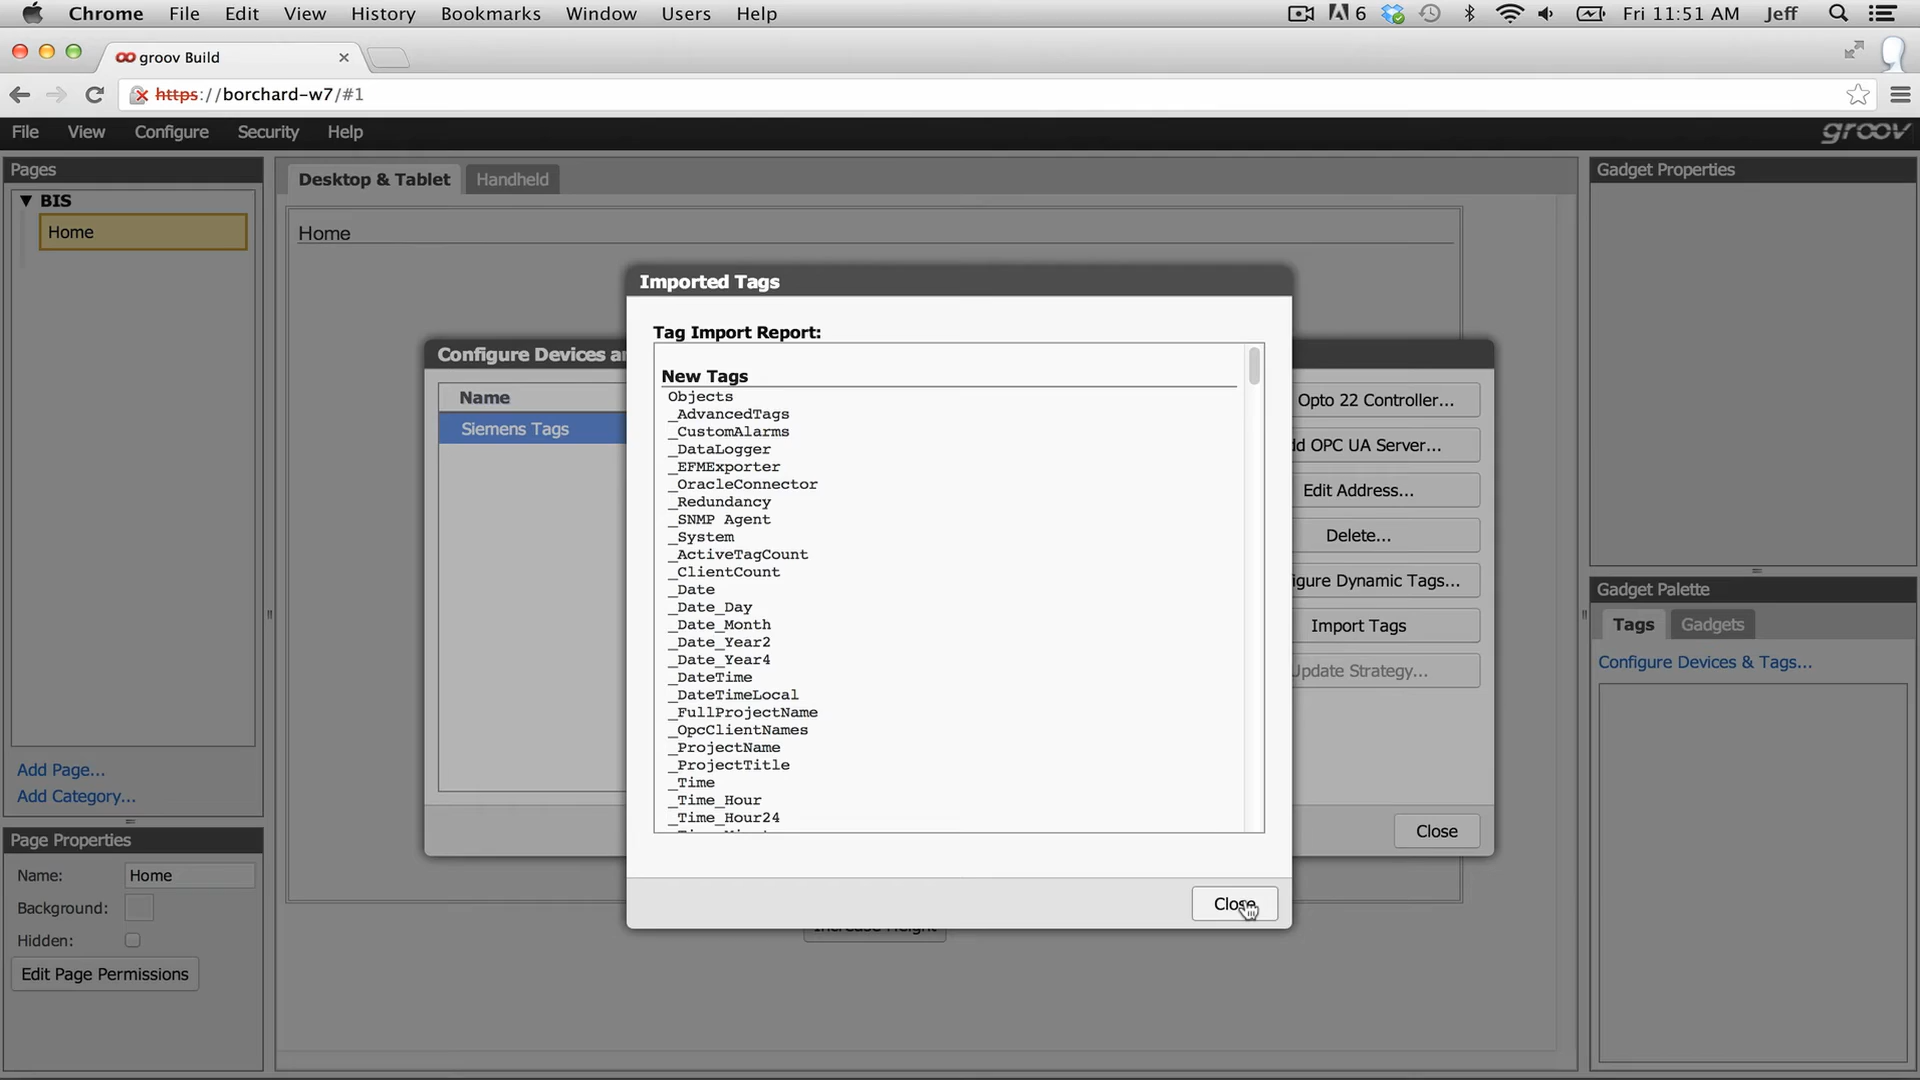 Chrome File Edit View History Bookmarks Window Users Help 6 Fri 11:51 AM Jeff
groov Build
https://borchard-w7/#1
File View Configure Security Help groov
Pages
BIS
Home
Add Page...
Add Category...
Page Properties
Name: Home
Background:
Hidden:
Edit Page Permissions
Desktop & Tablet Handheld
Home
Configure Devices
Name
Siemens Tags
Imported Tags
Tag Import Report:
New Tags
Objects
_AdvancedTags
_CustomAlarms
_DataLogger
_EFMExporter
_OracleConnector
_Redundancy
_SNMP Agent
_System
_ActiveTagCount
_ClientCount
_Date
_Date_Day
_Date_Month
_Date_Year2
_Date_Year4
_DateTime
_DateTimeLocal
_FullProjectName
_OpcClientNames
_ProjectName
_ProjectTitle
_Time
_Time_Hour
_Time_Hour24
Close
Opto 22 Controller...
OPC UA Server...
Edit Address...
Delete...
Dynamic Tags...
Import Tags
Update Strategy...
Close
Increase Height
Gadget Properties
Gadget Palette
Tags Gadgets
Configure Devices & Tags...